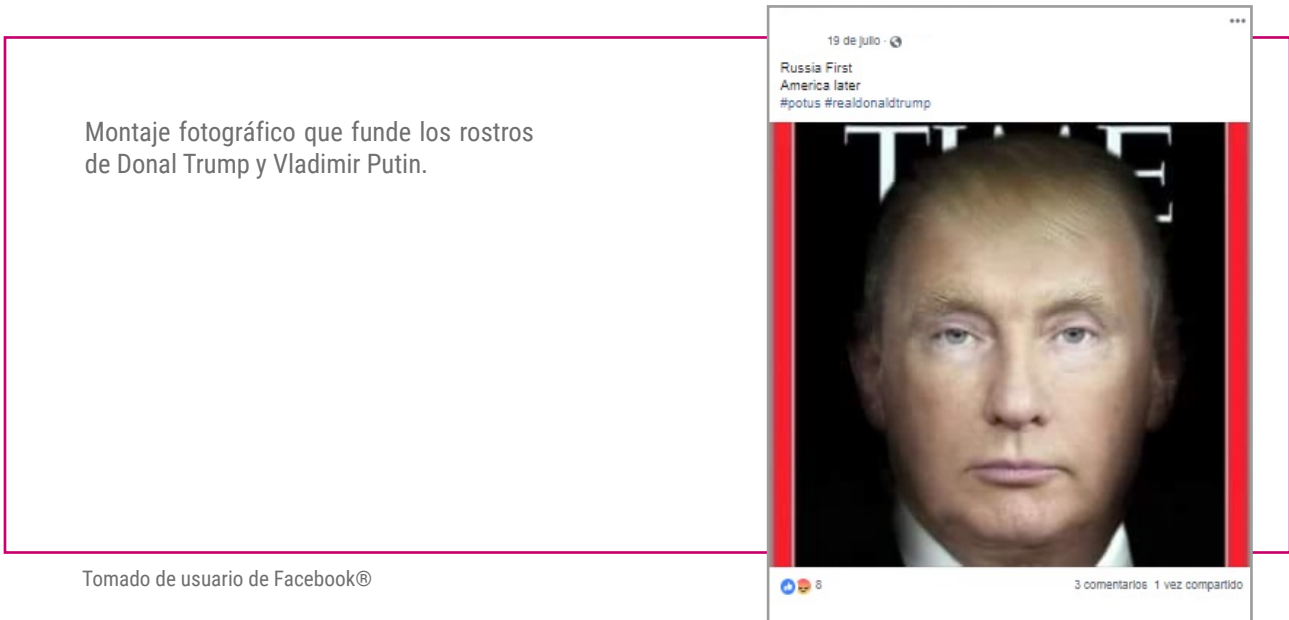 Montaje fotográfico que funde los rostros
de Donal Trump y Vladimir Putin.
Tomado de usuario de Facebook®
19 de julio ·
Russia First
America later
#potus #realdonaldtrump
TIME
8
3 comentarios 1 vez compartido